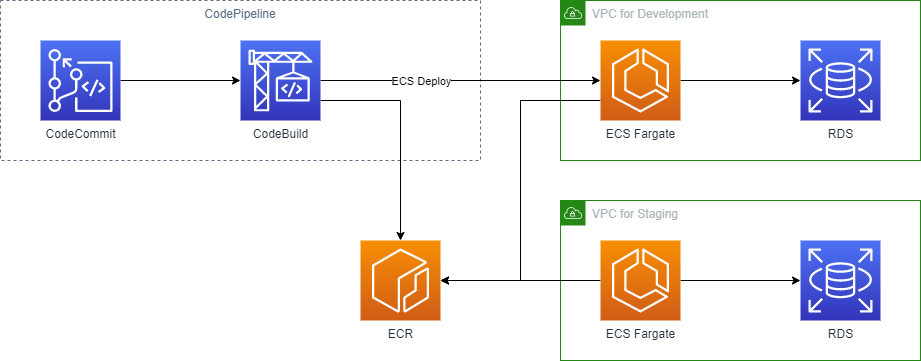 CodePipeline
VPC for Development
CodeCommit
CodeBuild
ECS Deploy
ECS Fargate
RDS
VPC for Staging
ECR
ECS Fargate
RDS